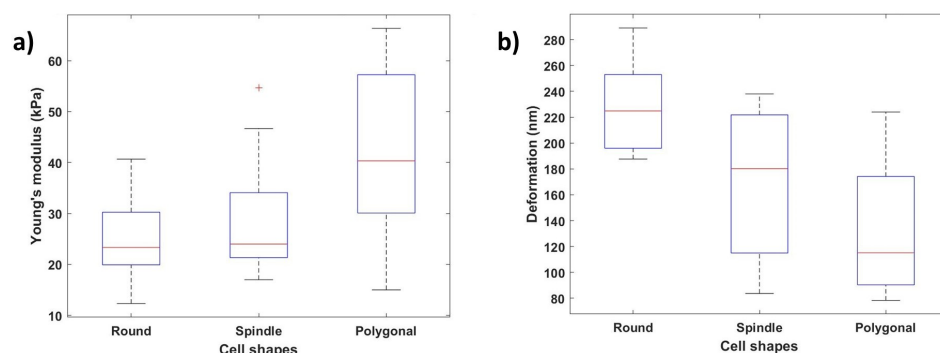 a)
Young's modulus (kPa)
60
50
40
30
20
10
Round
Spindle
Polygonal
Cell shapes
b)
Deformation (nm)
280
260
240
220
200
180
160
140
120
100
80
Round
Spindle
Polygonal
Cell shapes